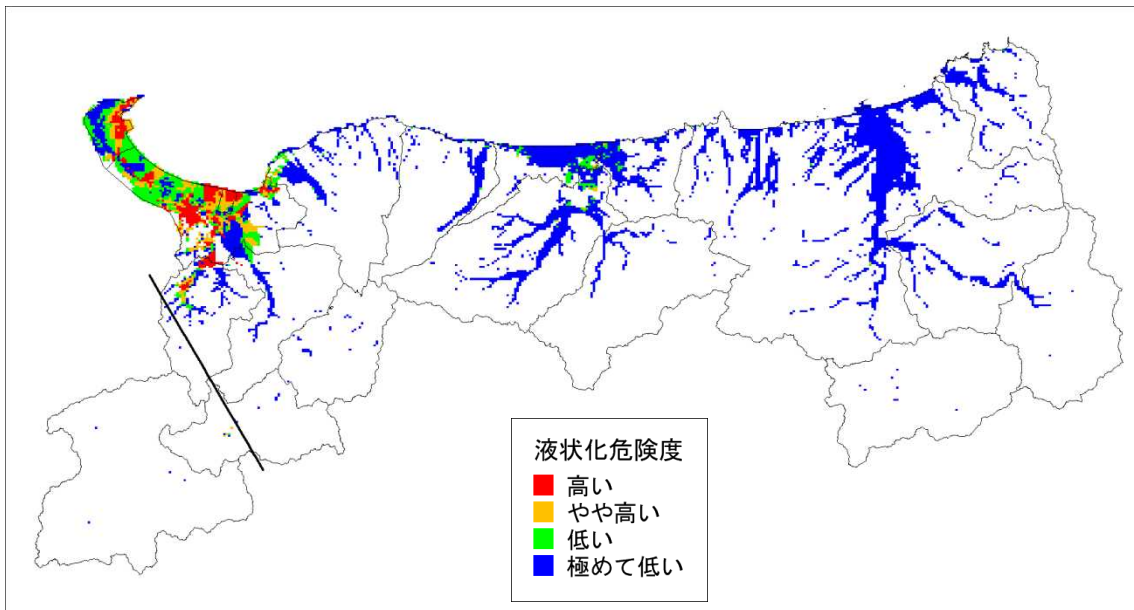 液状化危険度
高い
やや高い
低い
極めて低い